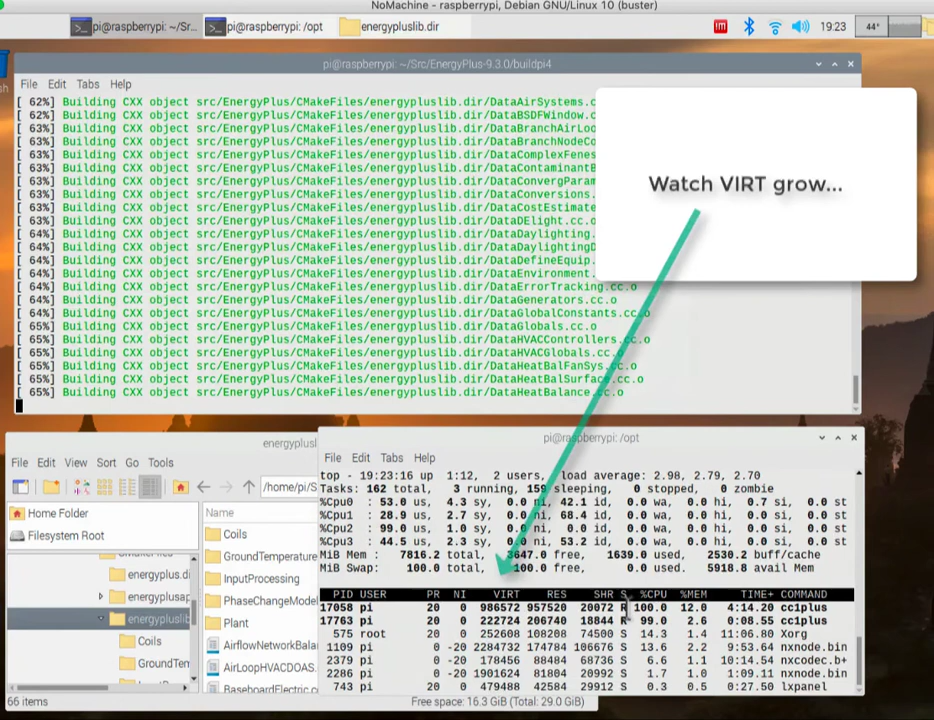 NoMachine - raspberrypi, Debian GNU/Linux 10 (buster)
pi@raspberrypi: ~/Sr... pi@raspberrypi: /opt energypluslib.dir 19:23 44°
pi@raspberrypi: ~/Src/EnergyPlus-9.3.0/buildpi4
File Edit Tabs Help
[ 62%] Building CXX object src/EnergyPlus/CMakeFiles/energypluslib.dir/DataAirSystems.c
[ 62%] Building CXX object src/EnergyPlus/CMakeFiles/energypluslib.dir/DataBSDFWindow.c
[ 63%] Building CXX object src/EnergyPlus/CMakeFiles/energypluslib.dir/DataBranchAirLoo
[ 63%] Building CXX object src/EnergyPlus/CMakeFiles/energypluslib.dir/DataBranchNodeCo
[ 63%] Building CXX object src/EnergyPlus/CMakeFiles/energypluslib.dir/DataComplexFenes
[ 63%] Building CXX object src/EnergyPlus/CMakeFiles/energypluslib.dir/DataContaminantB
[ 63%] Building CXX object src/EnergyPlus/CMakeFiles/energypluslib.dir/DataConvergParam
[ 63%] Building CXX object src/EnergyPlus/CMakeFiles/energypluslib.dir/DataConversions.
[ 63%] Building CXX object src/EnergyPlus/CMakeFiles/energypluslib.dir/DataCostEstimate
[ 63%] Building CXX object src/EnergyPlus/CMakeFiles/energypluslib.dir/DataDElight.cc.o
[ 64%] Building CXX object src/EnergyPlus/CMakeFiles/energypluslib.dir/DataDaylighting.
[ 64%] Building CXX object src/EnergyPlus/CMakeFiles/energypluslib.dir/DataDaylightingD
[ 64%] Building CXX object src/EnergyPlus/CMakeFiles/energypluslib.dir/DataDefineEquip.
[ 64%] Building CXX object src/EnergyPlus/CMakeFiles/energypluslib.dir/DataEnvironment.
[ 64%] Building CXX object src/EnergyPlus/CMakeFiles/energypluslib.dir/DataErrorTracking.cc.o
[ 64%] Building CXX object src/EnergyPlus/CMakeFiles/energypluslib.dir/DataGenerators.cc.o
[ 64%] Building CXX object src/EnergyPlus/CMakeFiles/energypluslib.dir/DataGlobalConstants.cc.o
[ 65%] Building CXX object src/EnergyPlus/CMakeFiles/energypluslib.dir/DataGlobals.cc.o
[ 65%] Building CXX object src/EnergyPlus/CMakeFiles/energypluslib.dir/DataHVACControllers.cc.o
[ 65%] Building CXX object src/EnergyPlus/CMakeFiles/energypluslib.dir/DataHVACGlobals.cc.o
[ 65%] Building CXX object src/EnergyPlus/CMakeFiles/energypluslib.dir/DataHeatBalFanSys.cc.o
[ 65%] Building CXX object src/EnergyPlus/CMakeFiles/energypluslib.dir/DataHeatBalSurface.cc.o
[ 65%] Building CXX object src/EnergyPlus/CMakeFiles/energypluslib.dir/DataHeatBalance.cc.o
Watch VIRT grow...
energyplusl
File Edit View Sort Go Tools
/home/pi/S
Home Folder
Filesystem Root
energyplus.di
energyplusap
energypluslib
Coils
GroundTem
Name
Coils
GroundTemperature
InputProcessing
PhaseChangeModel
Plant
AirflowNetworkBalan
AirLoopHVACDOAS.
BaseboardElectric.c
66 items
Free space: 16.3 GiB (Total: 29.0 GiB)
pi@raspberrypi: /opt
File Edit Tabs Help
top - 19:23:16 up 1:12, 2 users, load average: 2.98, 2.79, 2.70
Tasks: 162 total, 3 running, 159 sleeping, 0 stopped, 0 zombie
%Cpu0 : 53.0 us, 4.3 sy, 0.0 ni, 42.1 id, 0.0 wa, 0.0 hi, 0.7 si, 0.0 st
%Cpu1 : 28.9 us, 2.7 sy, 0.0 ni, 68.4 id, 0.0 wa, 0.0 hi, 0.0 si, 0.0 st
%Cpu2 : 99.0 us, 1.0 sy, 0.0 ni, 0.0 id, 0.0 wa, 0.0 hi, 0.0 si, 0.0 st
%Cpu3 : 44.5 us, 2.3 sy, 0.0 ni, 53.2 id, 0.0 wa, 0.0 hi, 0.0 si, 0.0 st
MiB Mem : 7816.2 total, 3647.0 free, 1639.0 used, 2530.2 buff/cache
MiB Swap: 100.0 total, 100.0 free, 0.0 used. 5918.8 avail Mem
PID USER PR NI VIRT RES SHR S %CPU %MEM TIME+ COMMAND
17058 pi 20 0 986572 957520 20072 R 100.0 12.0 4:14.20 cc1plus
17763 pi 20 0 222724 206740 18844 R 99.0 2.6 0:08.55 cc1plus
575 root 20 0 252608 108208 74500 S 14.3 1.4 11:06.80 Xorg
1109 pi 0 -20 2284732 174784 106676 S 13.6 2.2 9:53.64 nxnode.bin
2379 pi 0 -20 178456 88484 68736 S 6.6 1.1 10:14.54 nxcodec.b+
2286 pi 0 -20 1901624 81804 20992 S 1.7 1.0 1:09.11 nxnode.bin
743 pi 20 0 479488 42584 29912 S 0.3 0.5 0:27.50 lxpanel